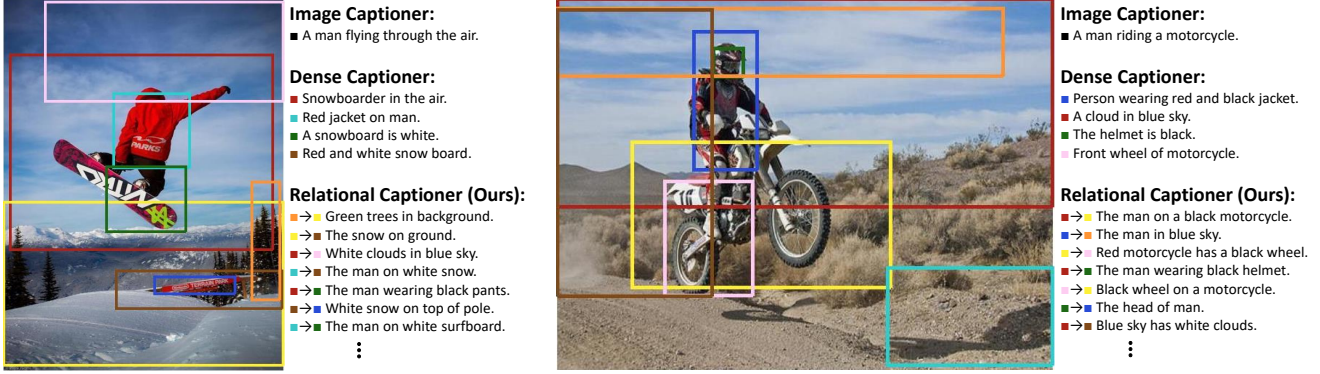 Image Captioner:
A man flying through the air.
Dense Captioner:
Snowboarder in the air.
Red jacket on man.
A snowboard is white.
Red and white snow board.
Relational Captioner (Ours):
→ Green trees in background.
→ The snow on ground.
→ White clouds in blue sky.
→ The man on white snow.
→ The man wearing black pants.
→ White snow on top of pole.
→ The man on white surfboard.
⋮
PARKS
Image Captioner:
A man riding a motorcycle.
Dense Captioner:
Person wearing red and black jacket.
A cloud in blue sky.
The helmet is black.
Front wheel of motorcycle.
Relational Captioner (Ours):
→ The man on a black motorcycle.
→ The man in blue sky.
→ Red motorcycle has a black wheel.
→ The man wearing black helmet.
→ Black wheel on a motorcycle.
→ The head of man.
→ Blue sky has white clouds.
⋮